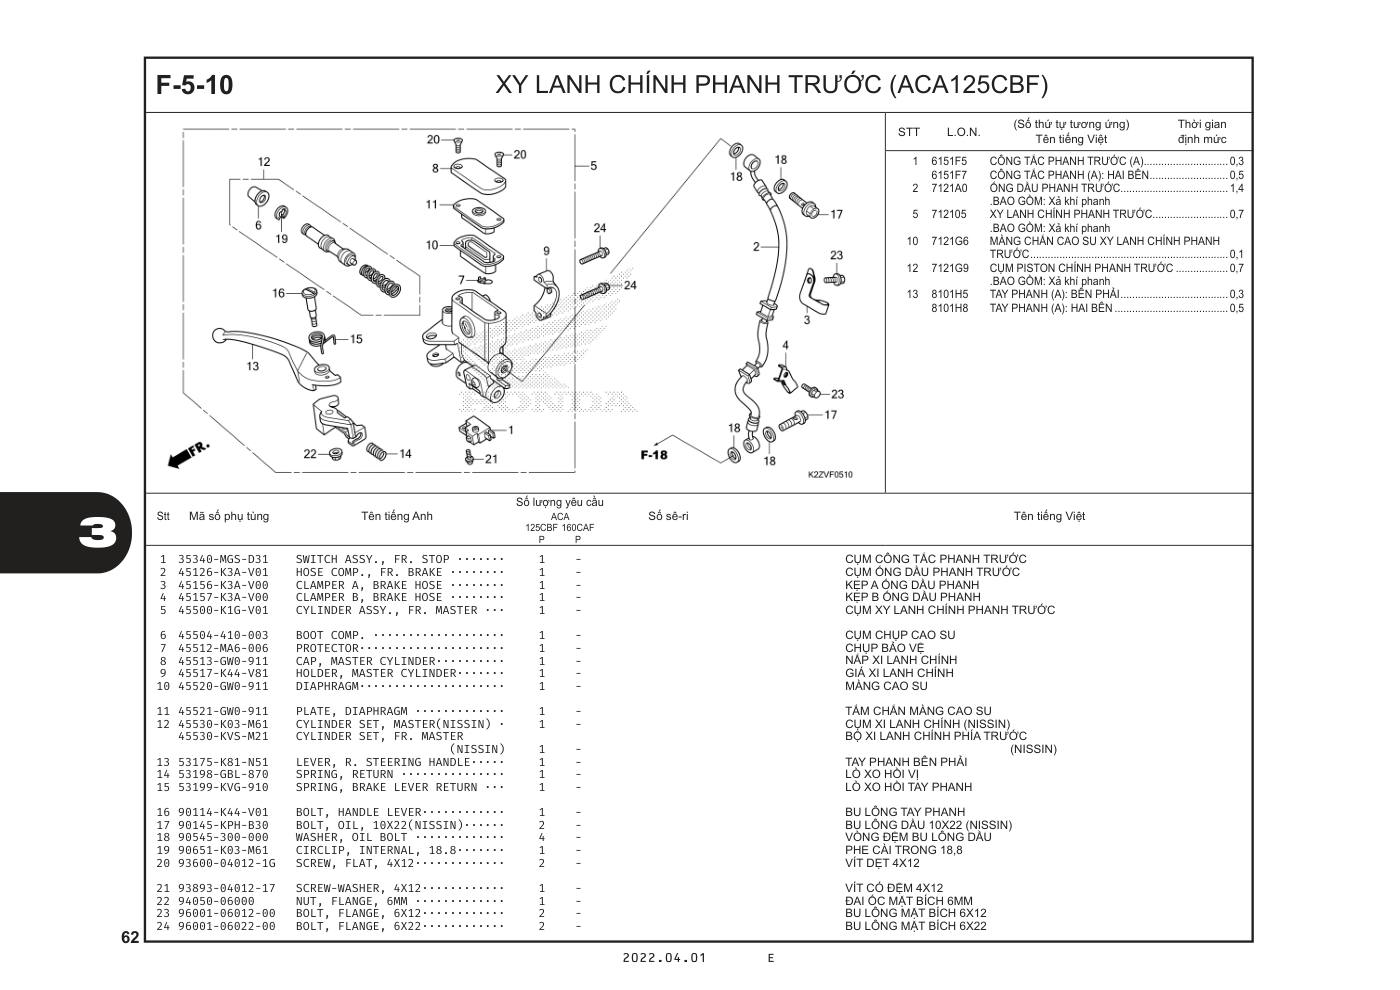 F-5-10 XY LANH CHÍNH PHANH TRƯỚC (ACA125CBF)
12
20
20
8
5
11
6
19
10
9
24
7
24
16
15
13
1
22
14
21
FR.
HONDA
18
18
17
2
23
3
4
23
17
18
18
F-18
K2ZVF0510
STT L.O.N. (Số thứ tự tương ứng) Tên tiếng Việt Thời gian định mức
1 6151F5 CÔNG TẮC PHANH TRƯỚC (A)............................ 0,3
6151F7 CÔNG TẮC PHANH (A): HAI BÊN.......................... 0,5
2 7121A0 ỐNG DẦU PHANH TRƯỚC.................................... 1,4
.BAO GỒM: Xả khí phanh
5 712105 XY LANH CHÍNH PHANH TRƯỚC......................... 0,7
.BAO GỒM: Xả khí phanh
10 7121G6 MÀNG CHẮN CAO SU XY LANH CHÍNH PHANH
TRƯỚC................................................................... 0,1
12 7121G9 CỤM PISTON CHÍNH PHANH TRƯỚC .................. 0,7
.BAO GỒM: Xả khí phanh
13 8101H5 TAY PHANH (A): BÊN PHẢI.................................... 0,3
8101H8 TAY PHANH (A): HAI BÊN ...................................... 0,5
3
Stt Mã số phụ tùng Tên tiếng Anh Số lượng yêu cầu Số sê-ri Tên tiếng Việt
ACA
125CBF 160CAF
P P
1 35340-MGS-D31 SWITCH ASSY., FR. STOP ······· 1 - CỤM CÔNG TẮC PHANH TRƯỚC
2 45126-K3A-V01 HOSE COMP., FR. BRAKE ········ 1 - CỤM ỐNG DẦU PHANH TRƯỚC
3 45156-K3A-V00 CLAMPER A, BRAKE HOSE ········ 1 - KẸP A ỐNG DẦU PHANH
4 45157-K3A-V00 CLAMPER B, BRAKE HOSE ········ 1 - KẸP B ỐNG DẦU PHANH
5 45500-K1G-V01 CYLINDER ASSY., FR. MASTER ··· 1 - CỤM XY LANH CHÍNH PHANH TRƯỚC
6 45504-410-003 BOOT COMP. ··················· 1 - CỤM CHỤP CAO SU
7 45512-MA6-006 PROTECTOR····················· 1 - CHỤP BẢO VỆ
8 45513-GW0-911 CAP, MASTER CYLINDER·········· 1 - NẮP XI LANH CHÍNH
9 45517-K44-V81 HOLDER, MASTER CYLINDER······· 1 - GIÁ XI LANH CHÍNH
10 45520-GW0-911 DIAPHRAGM····················· 1 - MÀNG CAO SU
11 45521-GW0-911 PLATE, DIAPHRAGM ············· 1 - TẤM CHẮN MÀNG CAO SU
12 45530-K03-M61 CYLINDER SET, MASTER(NISSIN) · 1 - CỤM XI LANH CHÍNH (NISSIN)
45530-KVS-M21 CYLINDER SET, FR. MASTER BỘ XI LANH CHÍNH PHÍA TRƯỚC
(NISSIN) 1 - (NISSIN)
13 53175-K81-N51 LEVER, R. STEERING HANDLE····· 1 - TAY PHANH BÊN PHẢI
14 53198-GBL-870 SPRING, RETURN ··············· 1 - LÒ XO HỒI VỊ
15 53199-KVG-910 SPRING, BRAKE LEVER RETURN ··· 1 - LÒ XO HỒI TAY PHANH
16 90114-K44-V01 BOLT, HANDLE LEVER············ 1 - BU LÔNG TAY PHANH
17 90145-KPH-B30 BOLT, OIL, 10X22(NISSIN)······ 2 - BU LÔNG DẦU 10X22 (NISSIN)
18 90545-300-000 WASHER, OIL BOLT ············· 4 - VÒNG ĐỆM BU LÔNG DẦU
19 90651-K03-M61 CIRCLIP, INTERNAL, 18.8······· 1 - PHE CÀI TRONG 18,8
20 93600-04012-1G SCREW, FLAT, 4X12············· 2 - VÍT DẸT 4X12
21 93893-04012-17 SCREW-WASHER, 4X12············ 1 - VÍT CÓ ĐỆM 4X12
22 94050-06000 NUT, FLANGE, 6MM ············· 1 - ĐAI ỐC MẶT BÍCH 6MM
23 96001-06012-00 BOLT, FLANGE, 6X12············ 2 - BU LÔNG MẶT BÍCH 6X12
24 96001-06022-00 BOLT, FLANGE, 6X22············ 2 - BU LÔNG MẶT BÍCH 6X22
62
2022.04.01 E